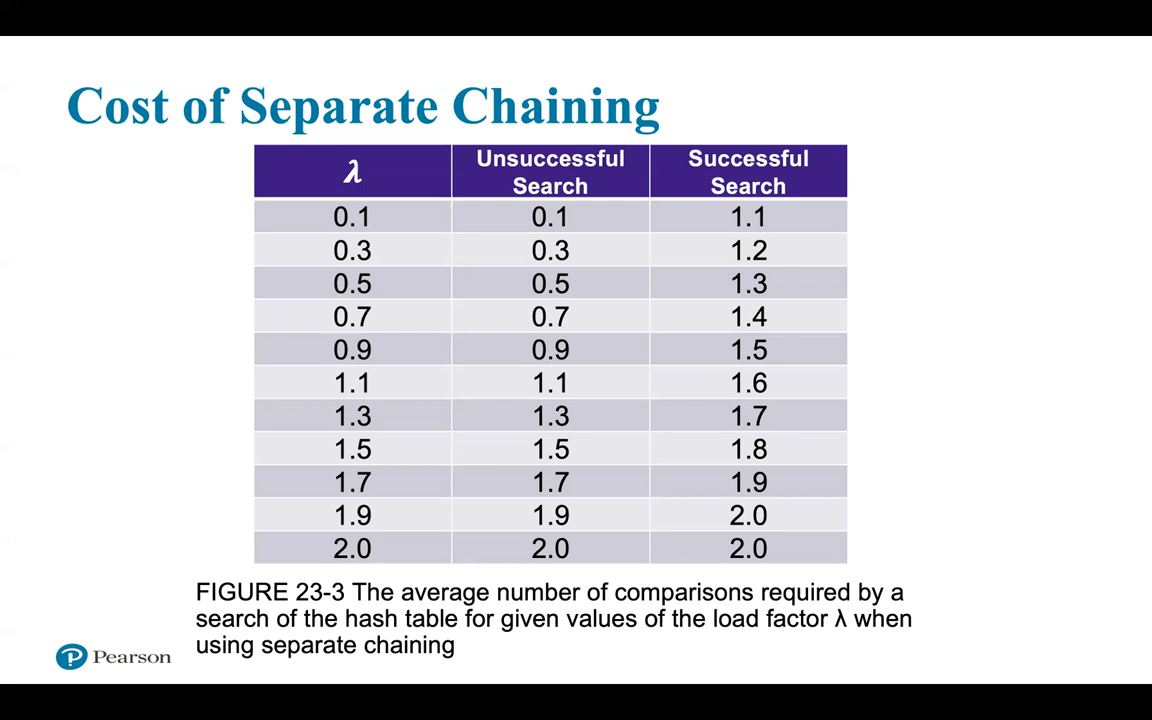 Cost of Separate Chaining
λ Unsuccessful Search Successful Search
0.1 0.1 1.1
0.3 0.3 1.2
0.5 0.5 1.3
0.7 0.7 1.4
0.9 0.9 1.5
1.1 1.1 1.6
1.3 1.3 1.7
1.5 1.5 1.8
1.7 1.7 1.9
1.9 1.9 2.0
2.0 2.0 2.0
FIGURE 23-3 The average number of comparisons required by a
search of the hash table for given values of the load factor λ when
using separate chaining
P Pearson